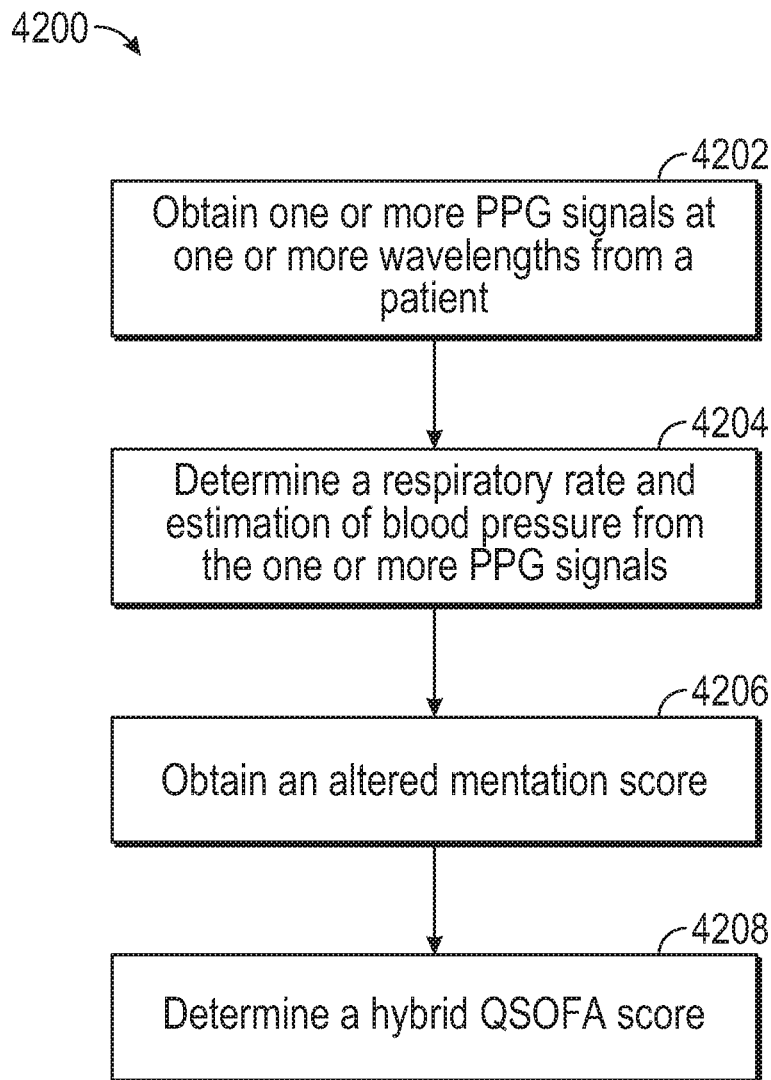 4200
4202
Obtain one or more PPG signals at
one or more wavelengths from a
patient
4204
Determine a respiratory rate and
estimation of blood pressure from
the one or more PPG signals
4206
Obtain an altered mentation score
4208
Determine a hybrid QSOFA score